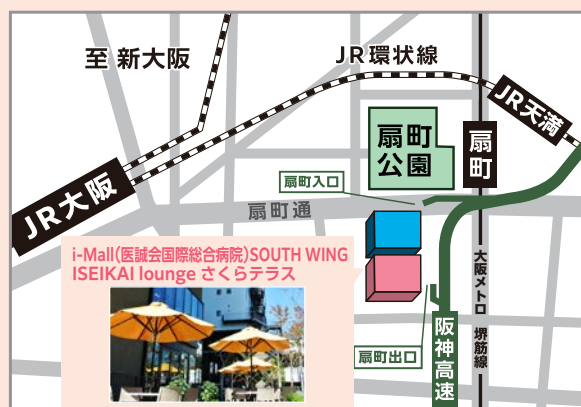 至 新大阪
JR環状線
JR天満
扇町
公園
扇町
JR大阪
扇町入口
扇町通
i-Mall(医誠会国際総合病院)SOUTH WING
ISEIKAI lounge さくらテラス
大阪メトロ 堺筋線
阪神高速
扇町出口